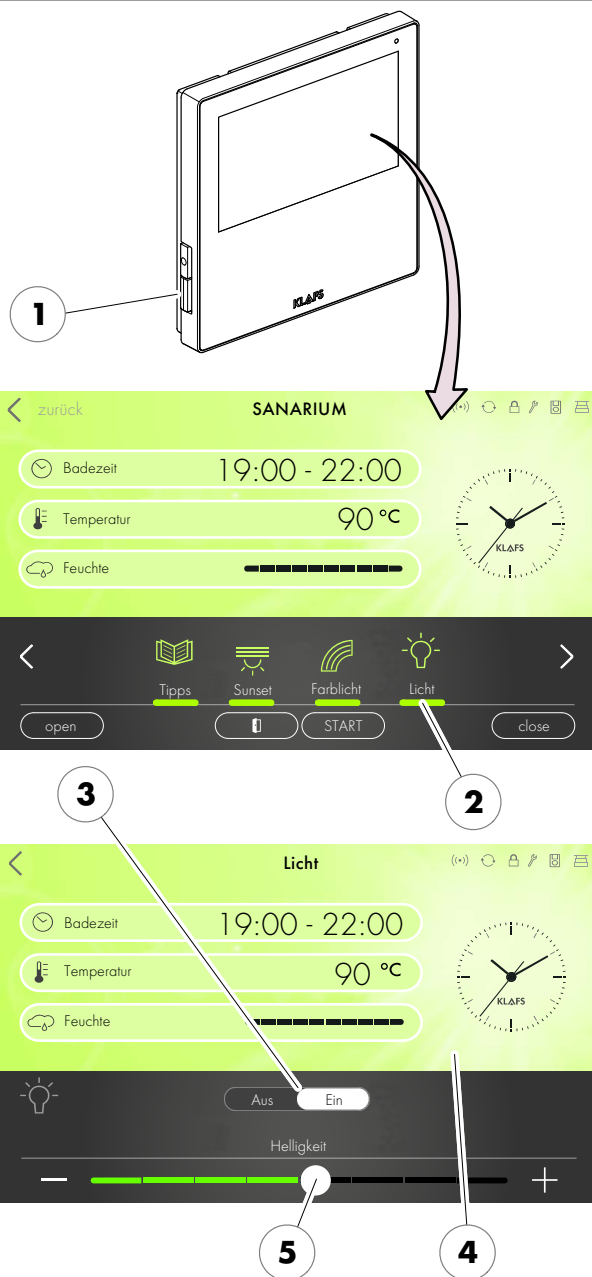 KLAFS
1
zurück SANARIUM
Badezeit 19:00 - 22:00
Temperatur 90 °C
Feuchte
KLAFS
Tipps Sunset Farblicht Licht
open START close
3 2
Licht
Badezeit 19:00 - 22:00
Temperatur 90 °C
Feuchte
KLAFS
Aus Ein
Helligkeit
5 4